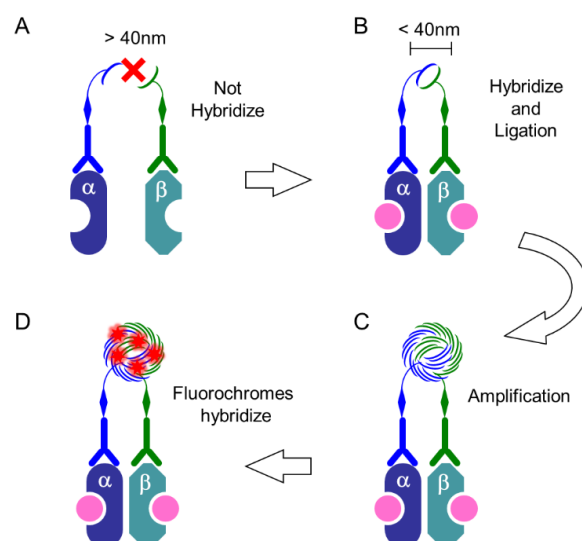 A
> 40nm
Not
Hybridize
α
β
B
< 40nm
Hybridize
and
Ligation
α
β
D
Fluorochromes
hybridize
α
β
C
Amplification
α
β